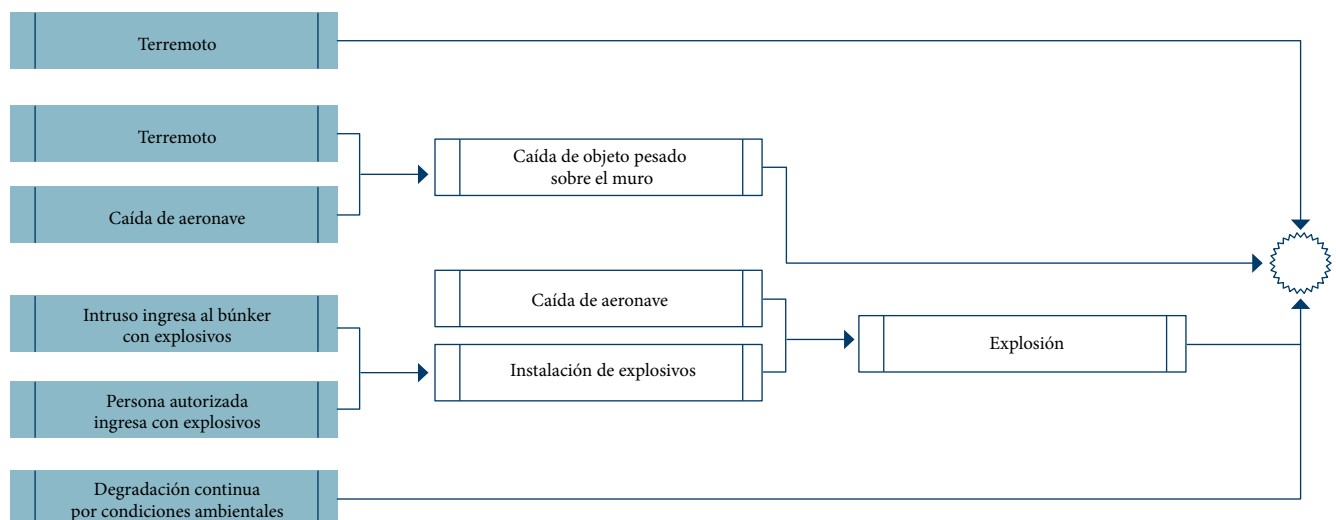 Terremoto
Terremoto
Caída de objeto pesado
sobre el muro
Caída de aeronave
Caída de aeronave
Intruso ingresa al búnker
con explosivos
Explosión
Instalación de explosivos
Persona autorizada
ingresa con explosivos
Degradación continua
por condiciones ambientales